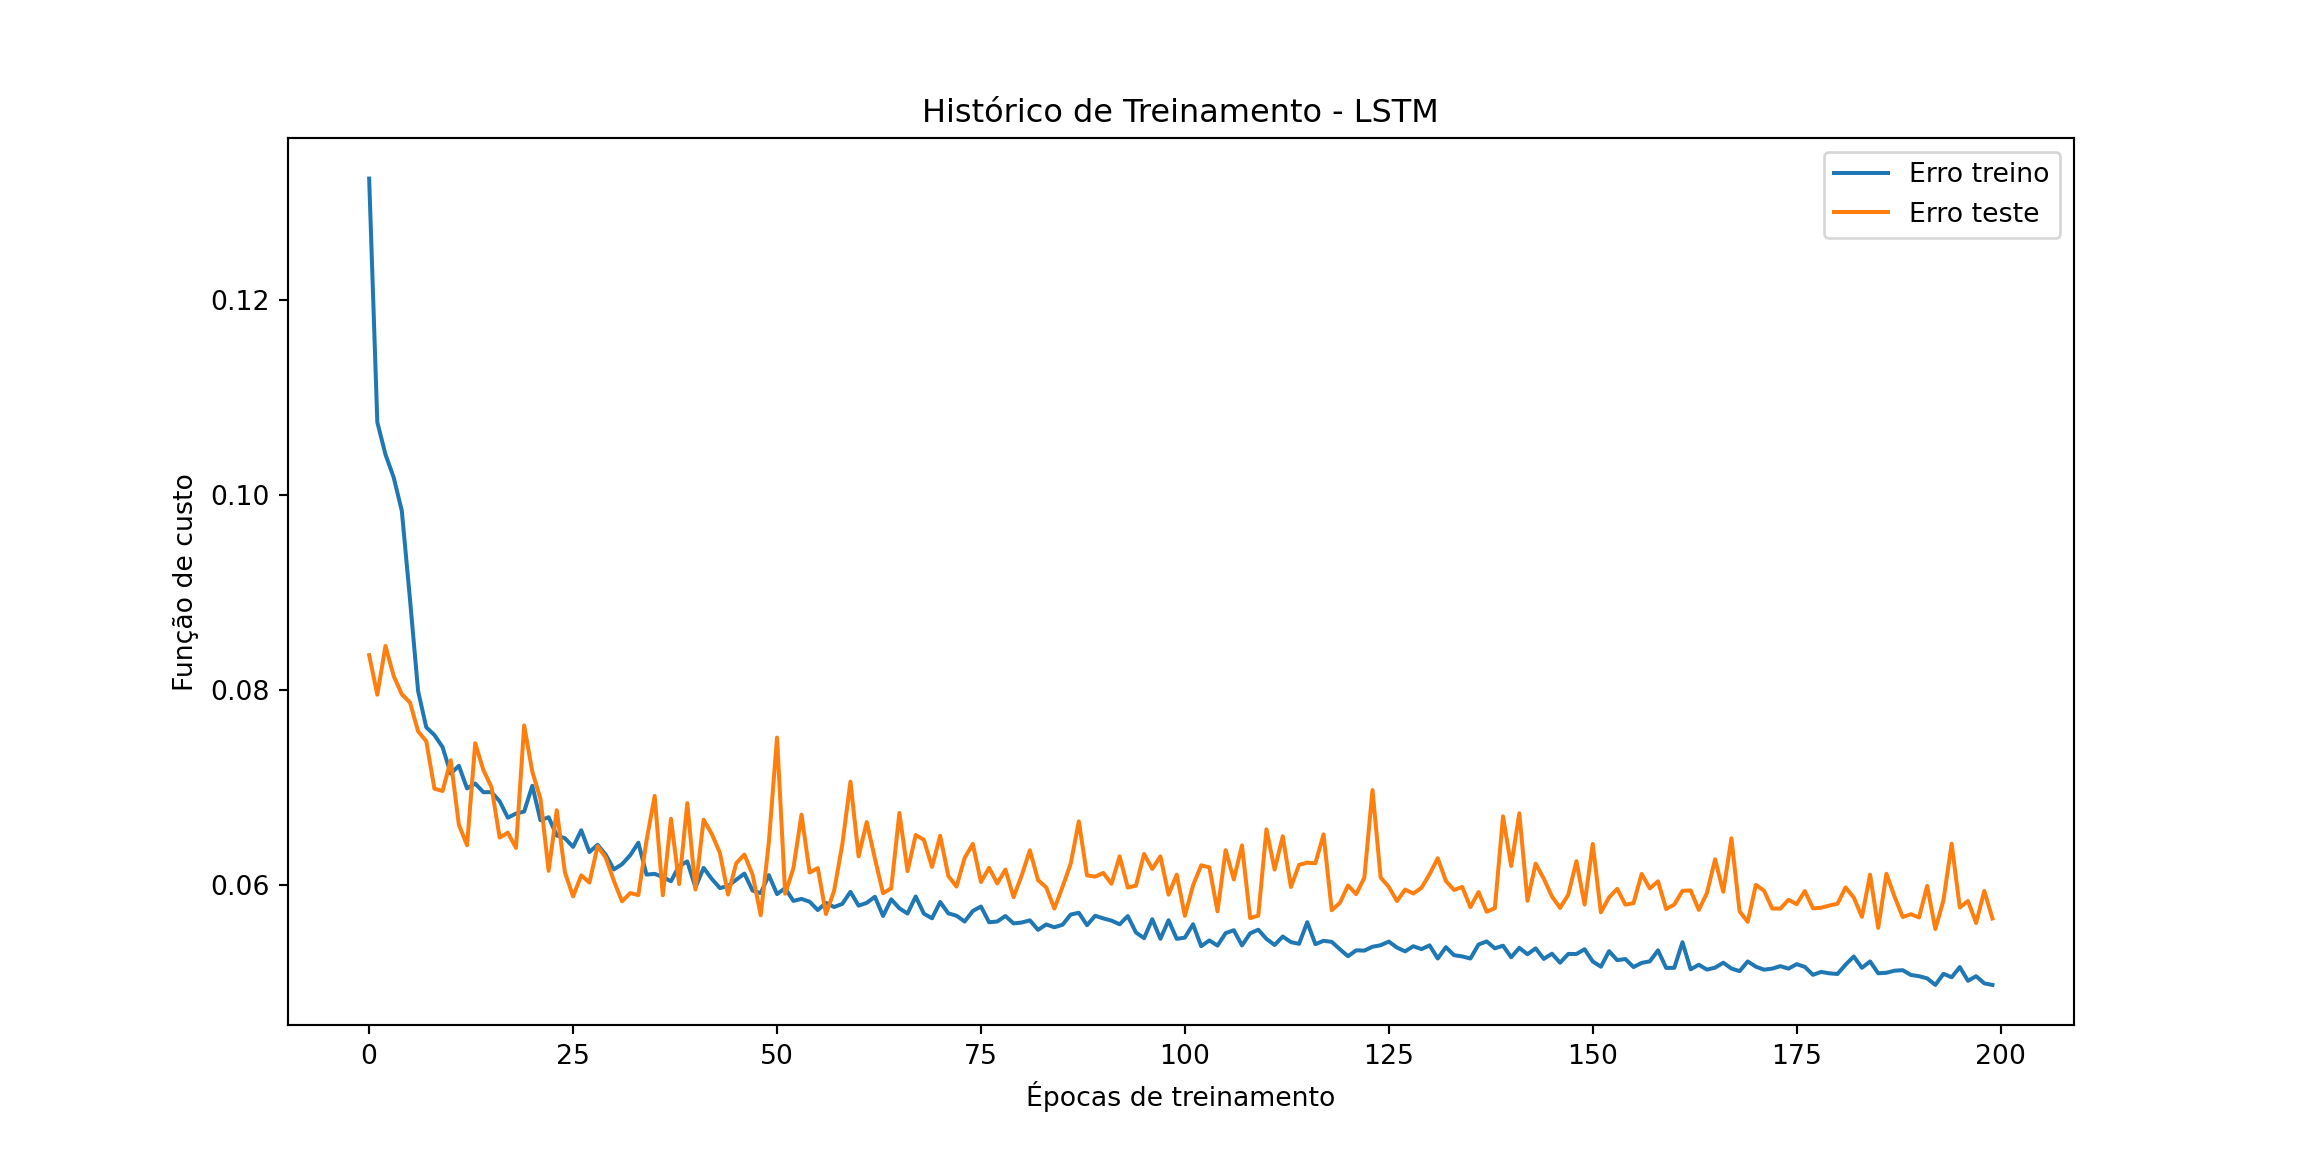 Histórico de Treinamento - LSTM
Erro treino
Erro teste
Função de custo
0.12
0.10
0.08
0.06
0 25 50 75 100 125 150 175 200
Épocas de treinamento